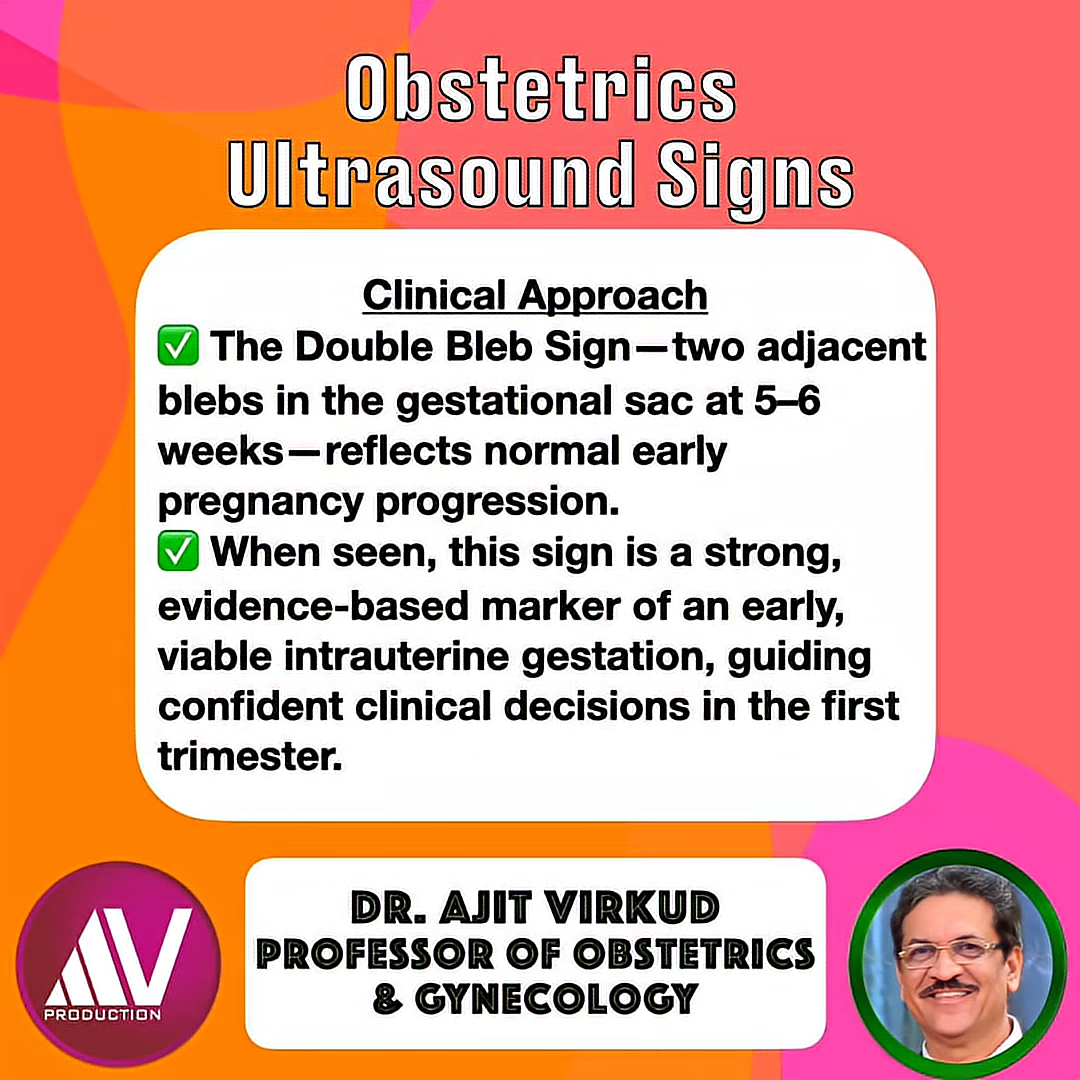 Obstetrics
Ultrasound Signs
Clinical Approach
✅ The Double Bleb Sign—two adjacent
blebs in the gestational sac at 5–6
weeks—reflects normal early
pregnancy progression.
✅ When seen, this sign is a strong,
evidence-based marker of an early,
viable intrauterine gestation, guiding
confident clinical decisions in the first
trimester.
AV
PRODUCTION
DR. AJIT VIRKUD
PROFESSOR OF OBSTETRICS
& GYNECOLOGY